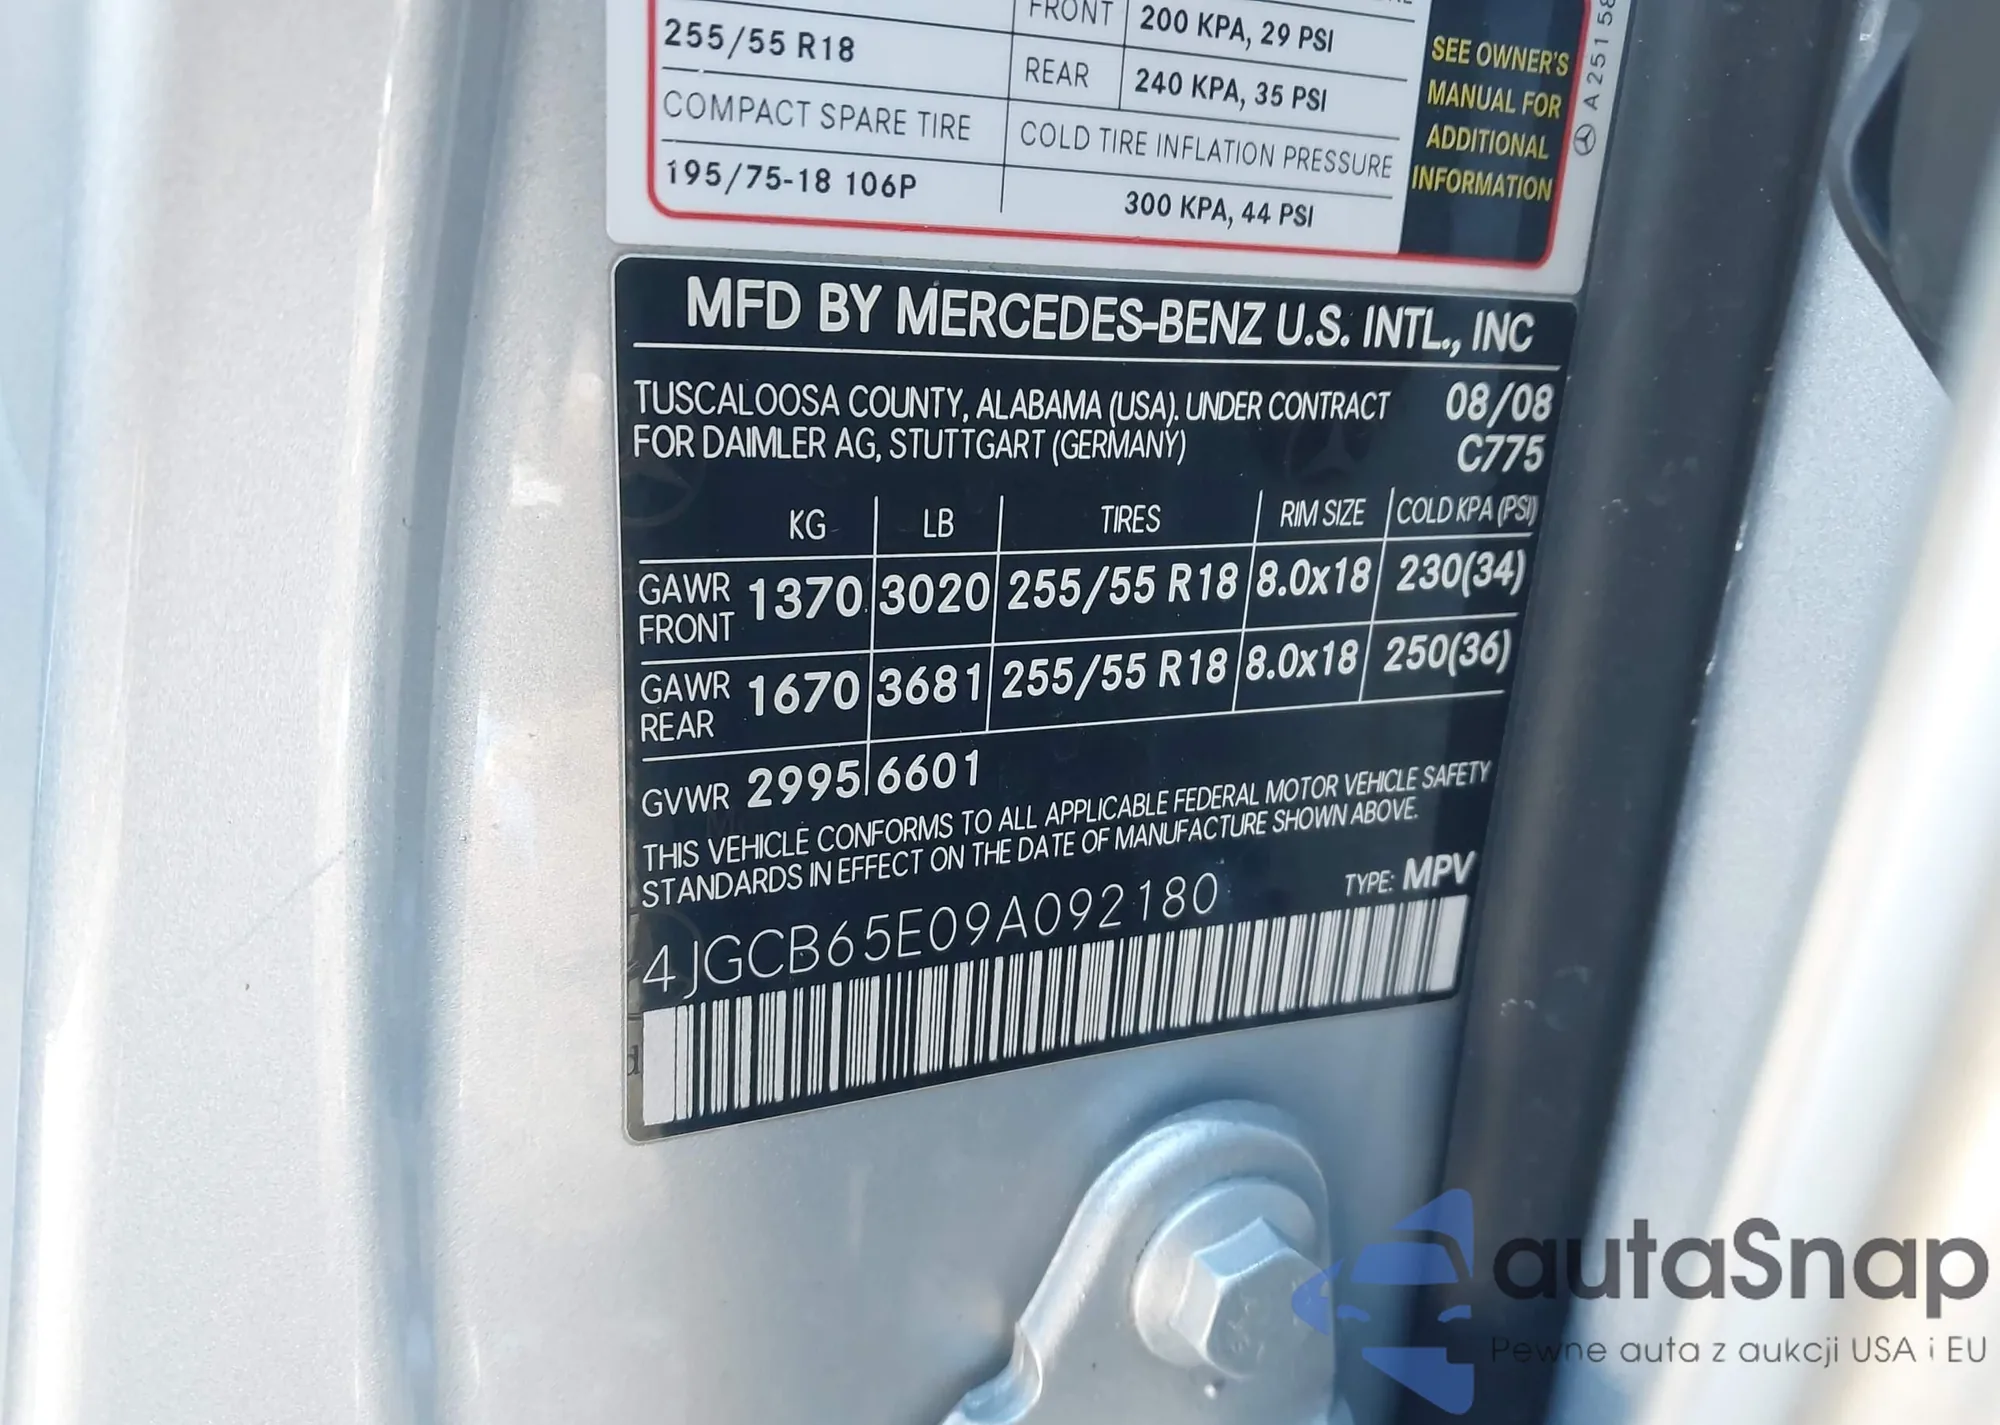 FRONT 200 KPA, 29 PSI
255/55 R18
REAR 240 KPA, 35 PSI
COMPACT SPARE TIRE COLD TIRE INFLATION PRESSURE
195/75-18 106P 300 KPA, 44 PSI
SEE OWNER'S
MANUAL FOR
ADDITIONAL
INFORMATION
A 251 58
MFD BY MERCEDES-BENZ U.S. INTL., INC
TUSCALOOSA COUNTY, ALABAMA (USA). UNDER CONTRACT 08/08
FOR DAIMLER AG, STUTTGART (GERMANY) C775
KG LB TIRES RIM SIZE COLD KPA (PSI)
GAWR FRONT 1370 3020 255/55 R18 8.0x18 230(34)
GAWR REAR 1670 3681 255/55 R18 8.0x18 250(36)
GVWR 2995 6601
THIS VEHICLE CONFORMS TO ALL APPLICABLE FEDERAL MOTOR VEHICLE SAFETY
STANDARDS IN EFFECT ON THE DATE OF MANUFACTURE SHOWN ABOVE.
4JGCB65E09A092180 TYPE: MPV
autaSnap
Pewne auta z aukcji USA i EU